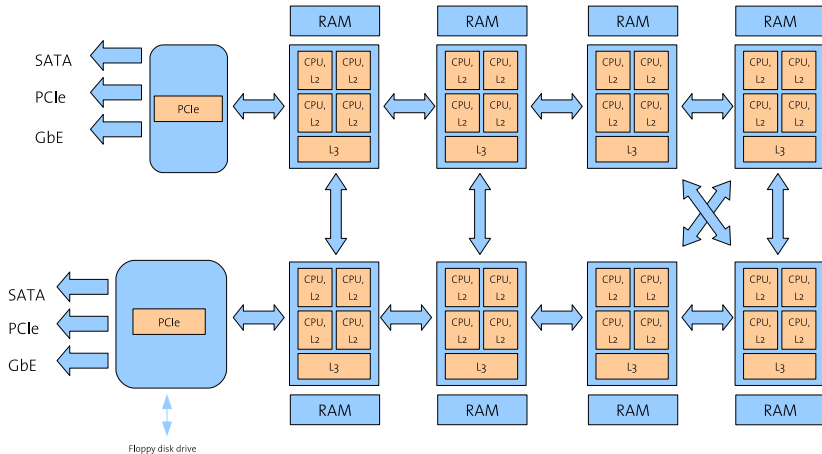 RAM RAM RAM RAM
SATA
PCIe
GbE
PCIe
CPU, L2 CPU, L2 CPU, L2 CPU, L2 L3
CPU, L2 CPU, L2 CPU, L2 CPU, L2 L3
CPU, L2 CPU, L2 CPU, L2 CPU, L2 L3
CPU, L2 CPU, L2 CPU, L2 CPU, L2 L3
SATA
PCIe
GbE
PCIe
CPU, L2 CPU, L2 CPU, L2 CPU, L2 L3
CPU, L2 CPU, L2 CPU, L2 CPU, L2 L3
CPU, L2 CPU, L2 CPU, L2 CPU, L2 L3
CPU, L2 CPU, L2 CPU, L2 CPU, L2 L3
RAM RAM RAM RAM
Floppy disk drive